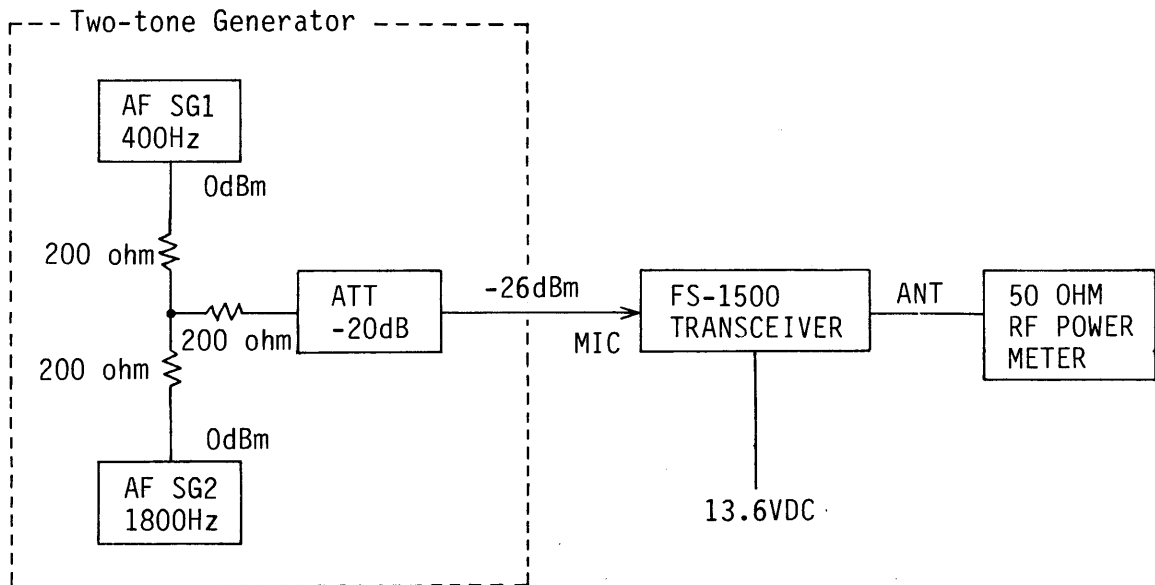 Two-tone Generator
AF SG1
400Hz
0dBm
200 ohm
200 ohm
200 ohm
0dBm
AF SG2
1800Hz
ATT
-20dB
-26dBm
MIC
FS-1500
TRANSCEIVER
13.6VDC
ANT
50 OHM
RF POWER
METER